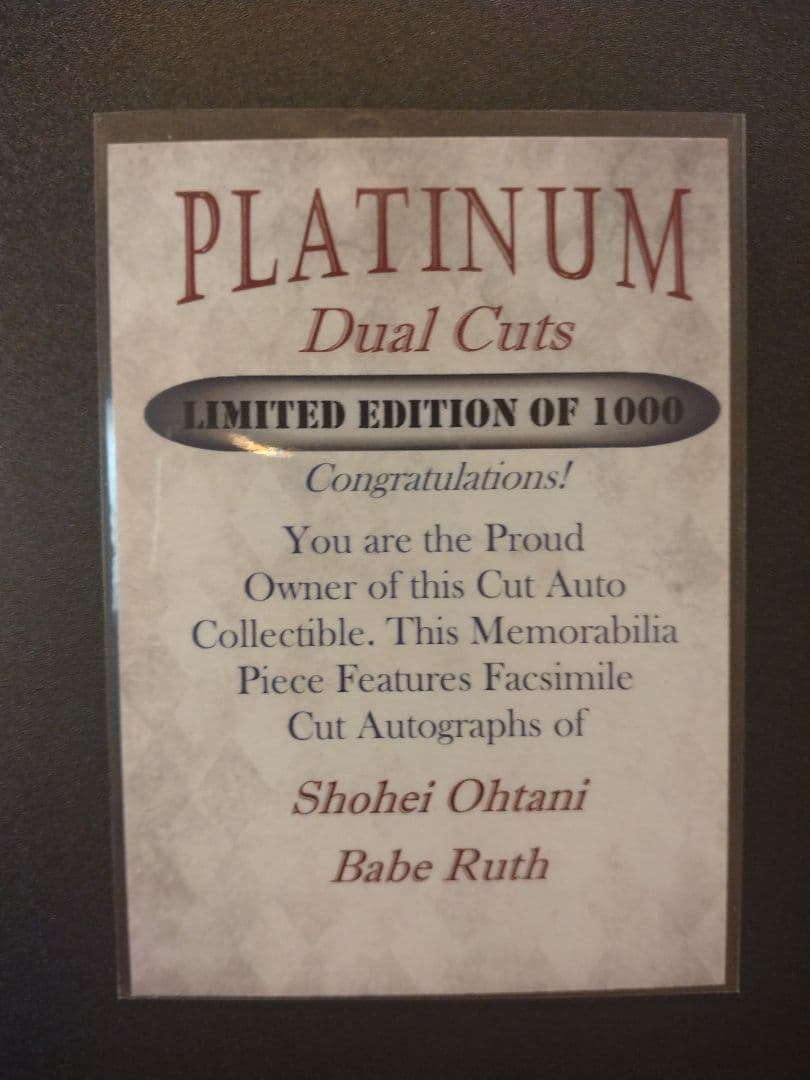 PLATINUM
Dual Cuts
LIMITED EDITION OF 1000
Congratulations!
You are the Proud
Owner of this Cut Auto
Collectible. This Memorabilia
Piece Features Facsimile
Cut Autographs of
Shohei Ohtani
Babe Ruth